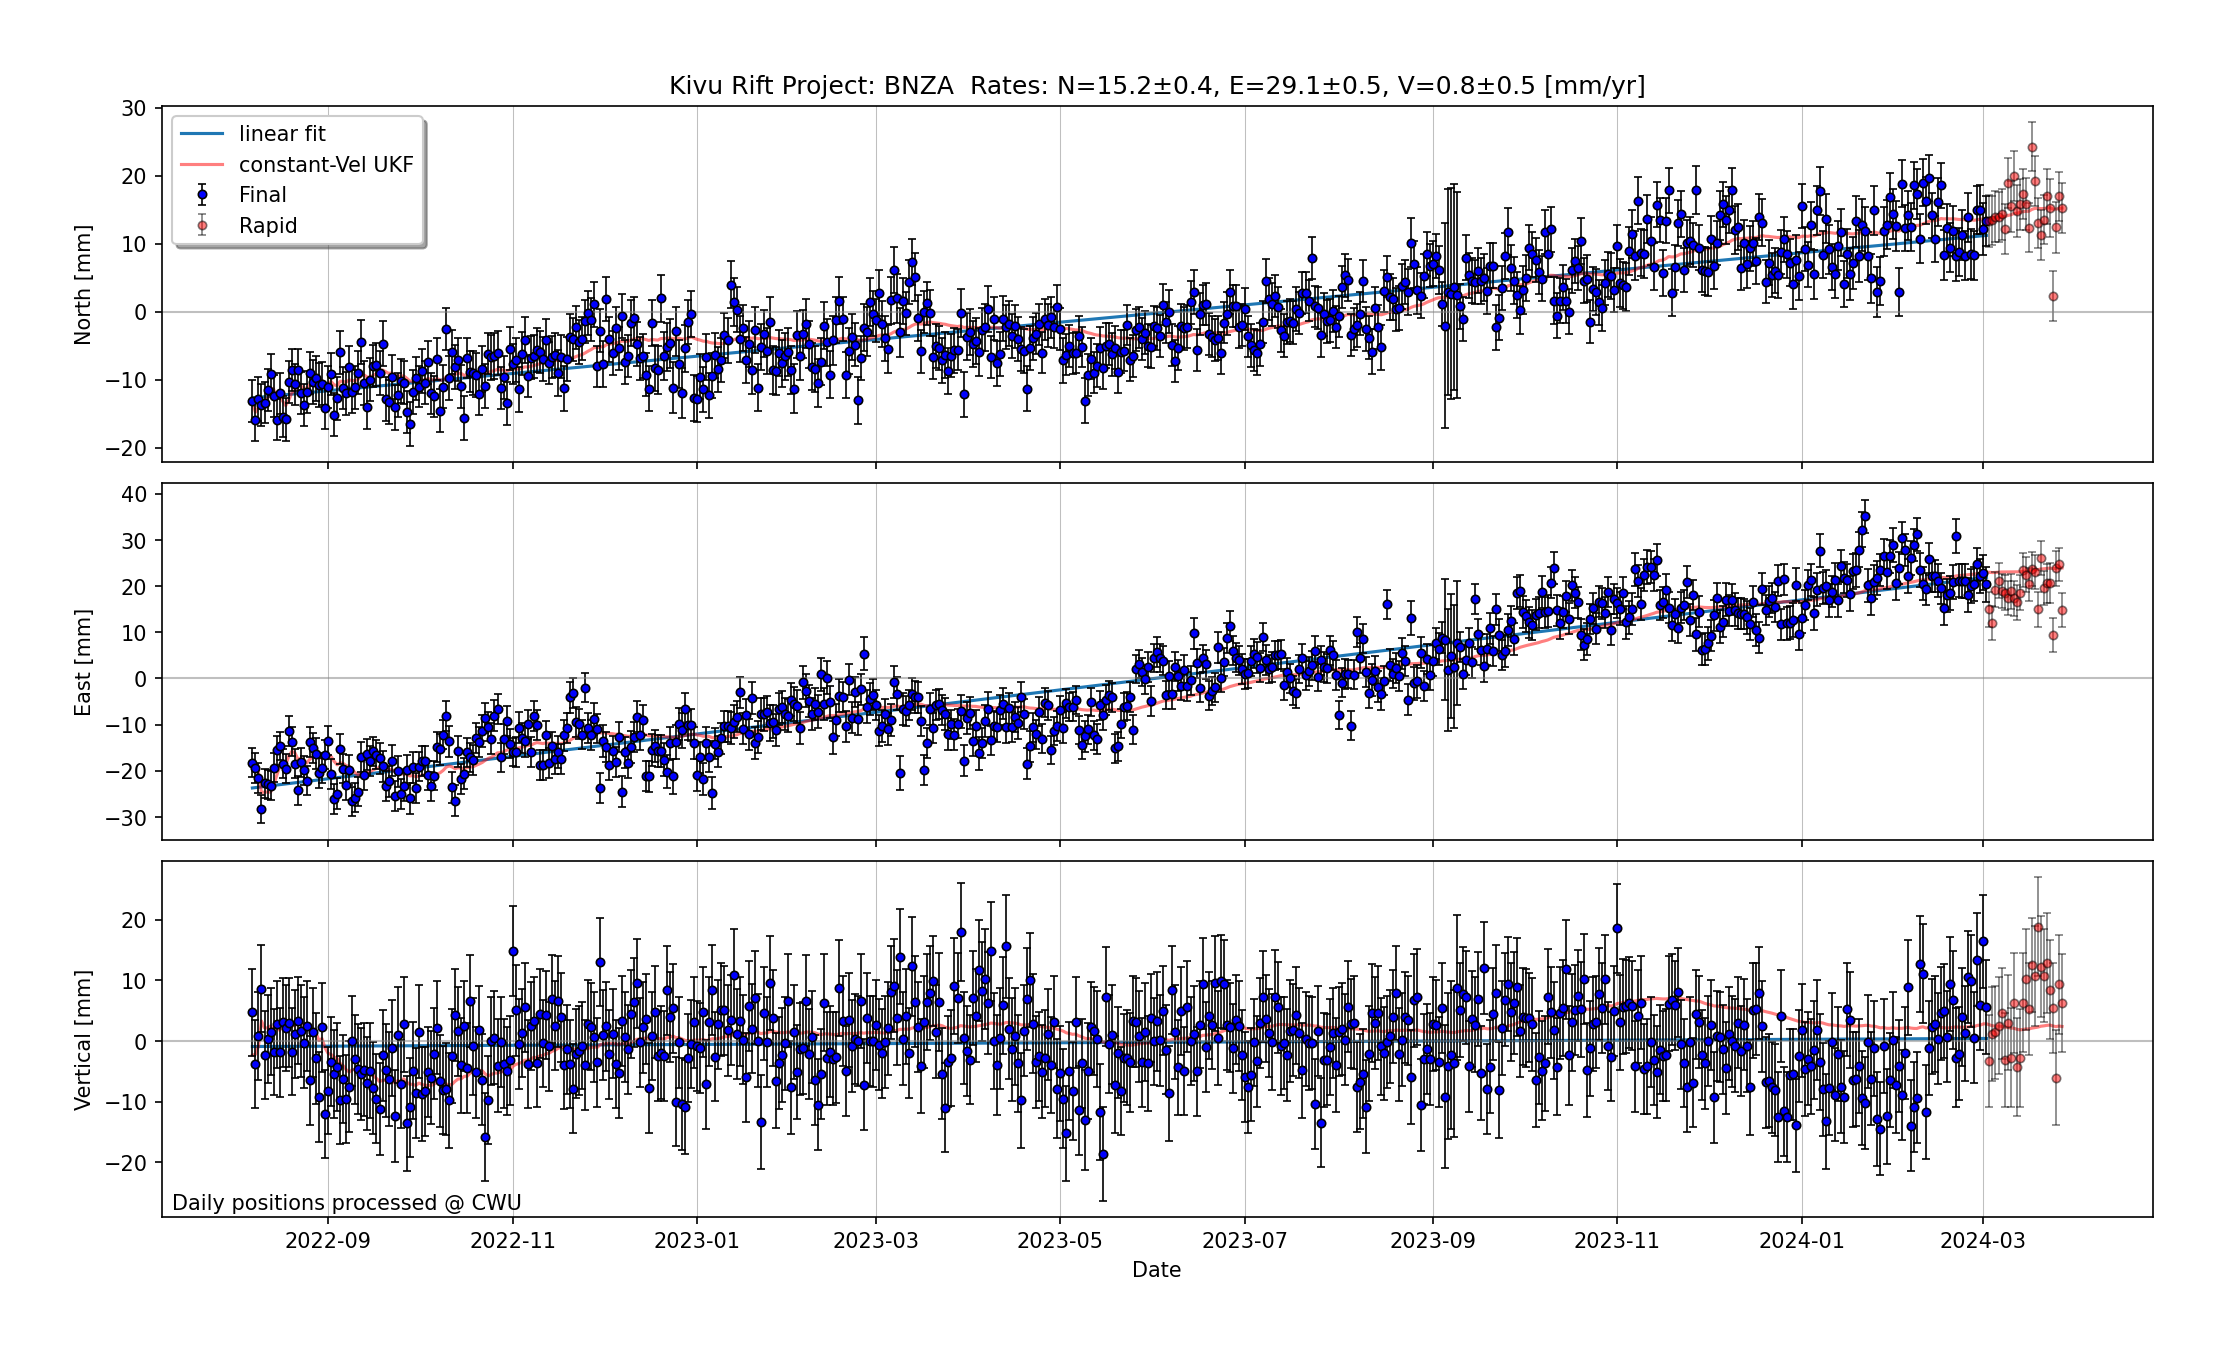 Kivu Rift Project: BNZA  Rates: N=15.2±0.4, E=29.1±0.5, V=0.8±0.5 [mm/yr]
linear fit
constant-Vel UKF
Final
Rapid
North [mm]
30
20
10
0
−10
−20
East [mm]
40
30
20
10
0
−10
−20
−30
Vertical [mm]
20
10
0
−10
−20
Daily positions processed @ CWU
2022-09 2022-11 2023-01 2023-03 2023-05 2023-07 2023-09 2023-11 2024-01 2024-03
Date